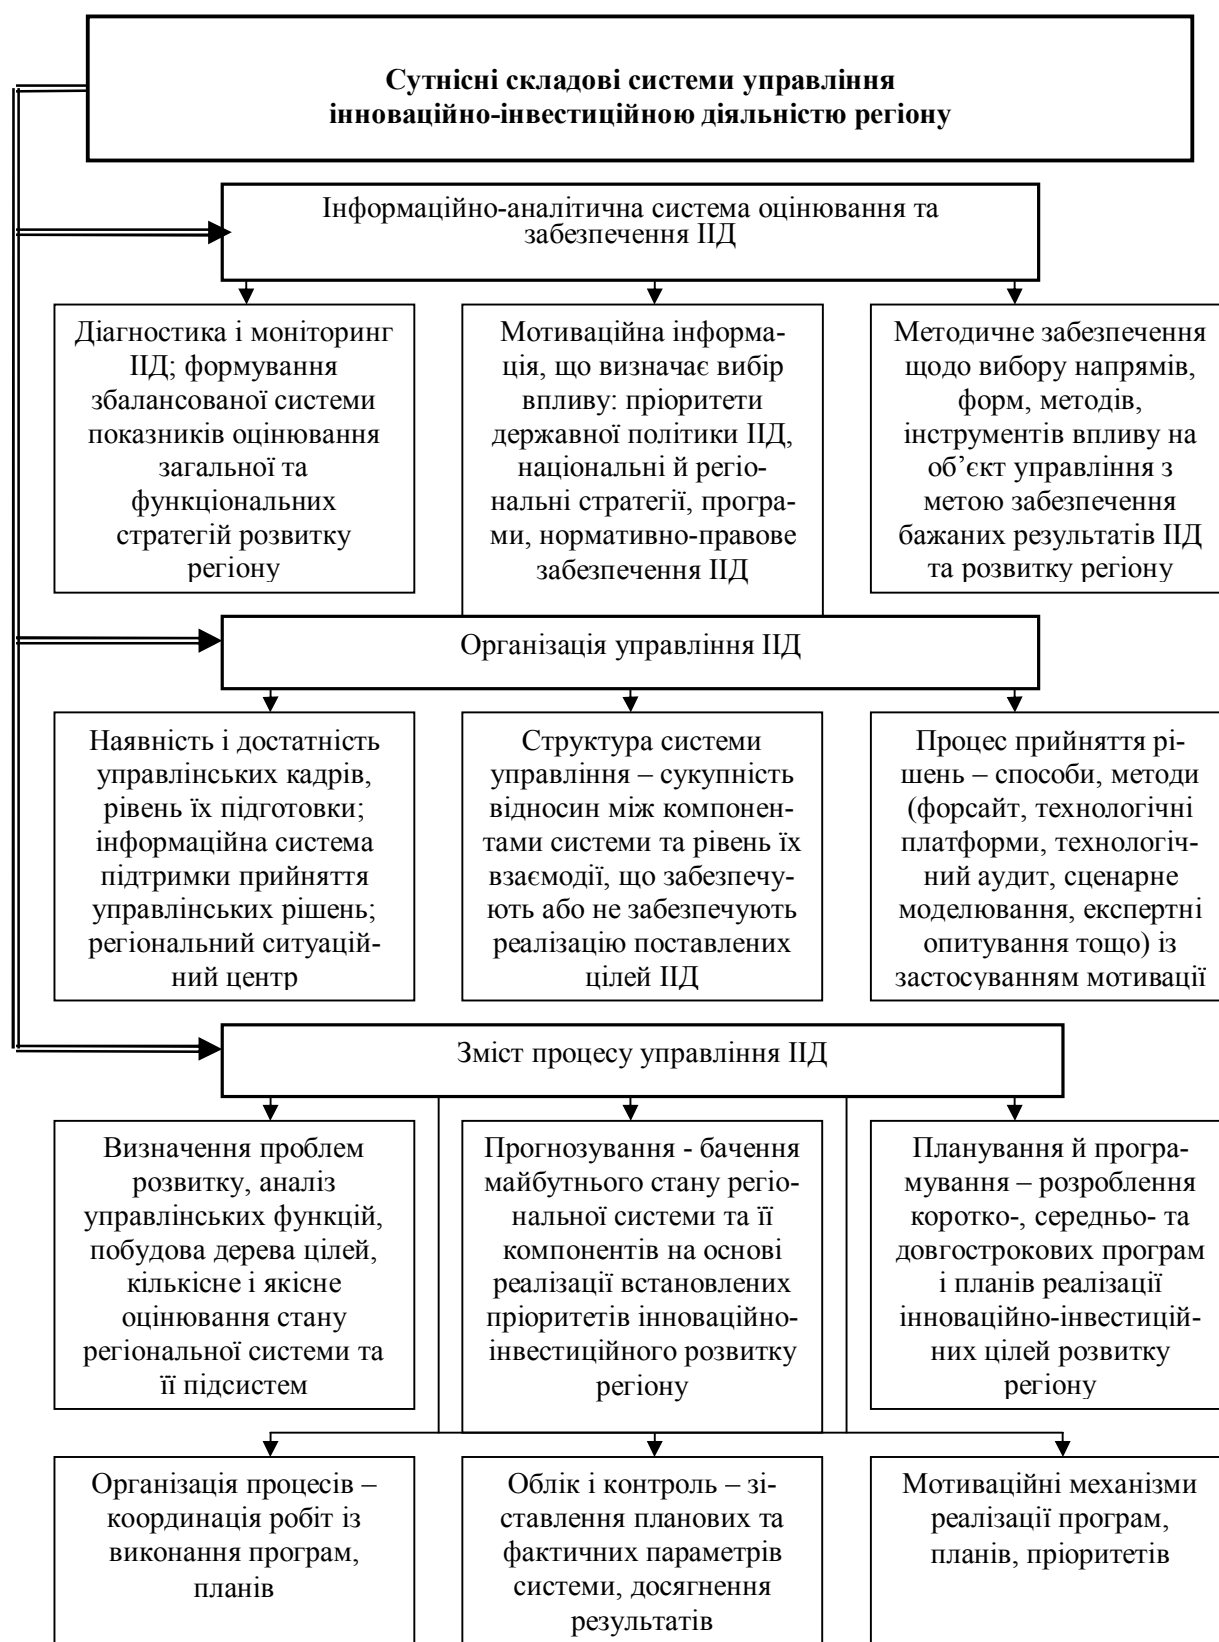 Сутнісні складові системи управління
інноваційно-інвестиційною діяльністю регіону
Інформаційно-аналітична система оцінювання та
забезпечення ІІД
Діагностика і моніторинг
ІІД; формування
збалансованої системи
показників оцінювання
загальної та
функціональних
стратегій розвитку
регіону
Мотиваційна інформа-
ція, що визначає вибір
впливу: пріоритети
державної політики ІІД,
національні й регіо-
нальні стратегії, програ-
ми, нормативно-правове
забезпечення ІІД
Методичне забезпечення
щодо вибору напрямів,
форм, методів,
інструментів впливу на
об’єкт управління з
метою забезпечення
бажаних результатів ІІД
та розвитку регіону
Організація управління ІІД
Наявність і достатність
управлінських кадрів,
рівень їх підготовки;
інформаційна система
підтримки прийняття
управлінських рішень;
регіональний ситуацій-
ний центр
Структура системи
управління – сукупність
відносин між компонен-
тами системи та рівень їх
взаємодії, що забезпечу-
ють або не забезпечують
реалізацію поставлених
цілей ІІД
Процес прийняття рі-
шень – способи, методи
(форсайт, технологічні
платформи, технологіч-
ний аудит, сценарне
моделювання, експертні
опитування тощо) із
застосуванням мотивації
Зміст процесу управління ІІД
Визначення проблем
розвитку, аналіз
управлінських функцій,
побудова дерева цілей,
кількісне і якісне
оцінювання стану
регіональної системи та
її підсистем
Прогнозування - бачення
майбутнього стану регіо-
нальної системи та її
компонентів на основі
реалізації встановлених
пріоритетів інноваційно-
інвестиційного розвитку
регіону
Планування й програ-
мування – розроблення
коротко-, середньо- та
довгострокових програм
і планів реалізації
інноваційно-інвестицій-
них цілей розвитку
регіону
Організація процесів –
координація робіт із
виконання програм,
планів
Облік і контроль – зі-
ставлення планових та
фактичних параметрів
системи, досягнення
результатів
Мотиваційні механізми
реалізації програм,
планів, пріоритетів